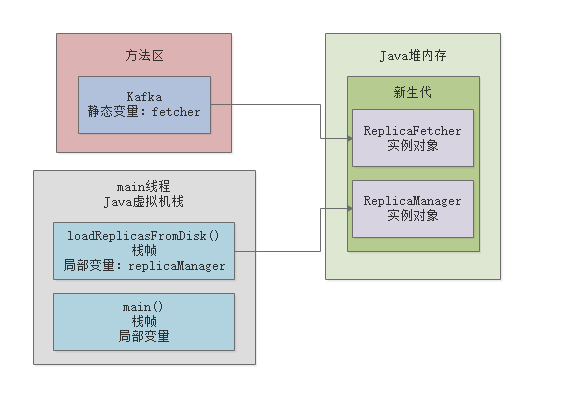 方法区
Kafka
静态变量：fetcher
main线程
Java虚拟机栈
loadReplicasFromDisk()
栈帧
局部变量：replicaManager
main()
栈帧
局部变量
Java堆内存
新生代
ReplicaFetcher
实例对象
ReplicaManager
实例对象